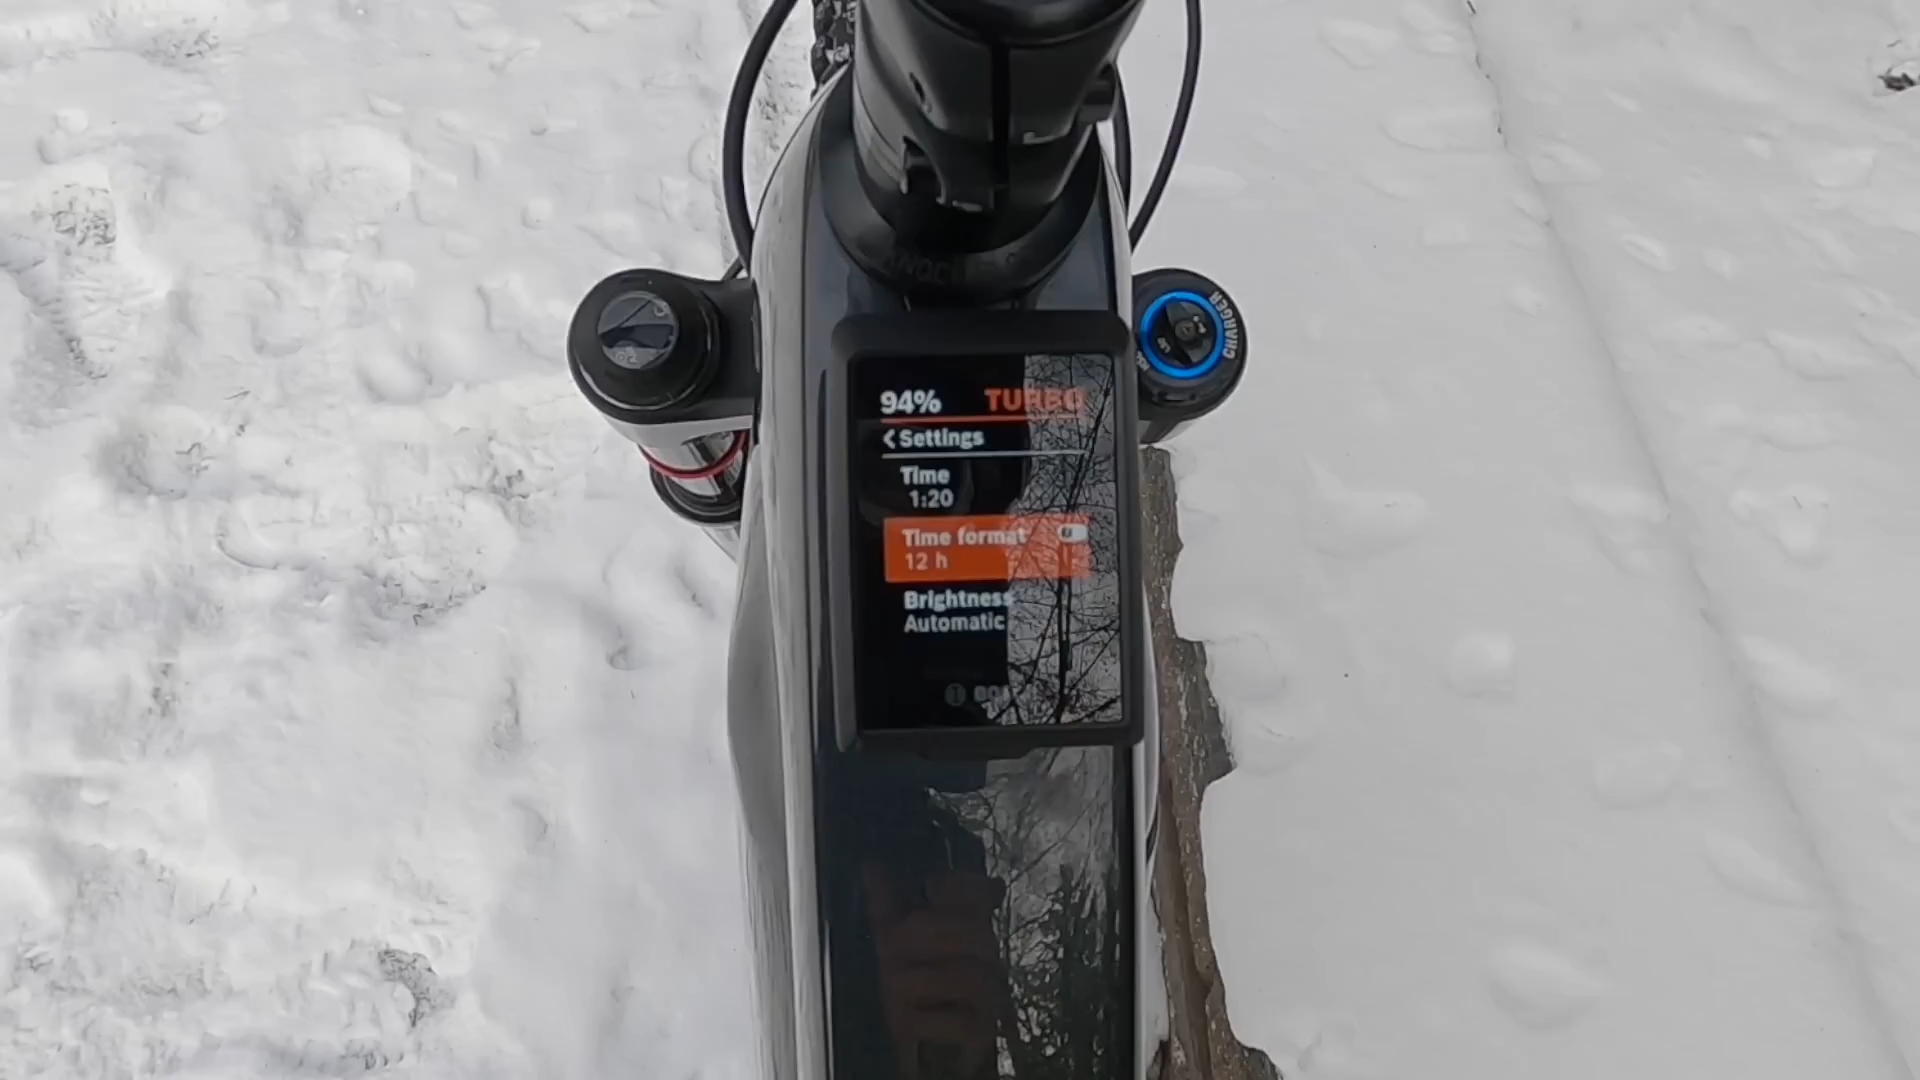 94% TURBO
Settings
Time
1:20
Time format
12 h
Brightness
Automatic
CHARGER